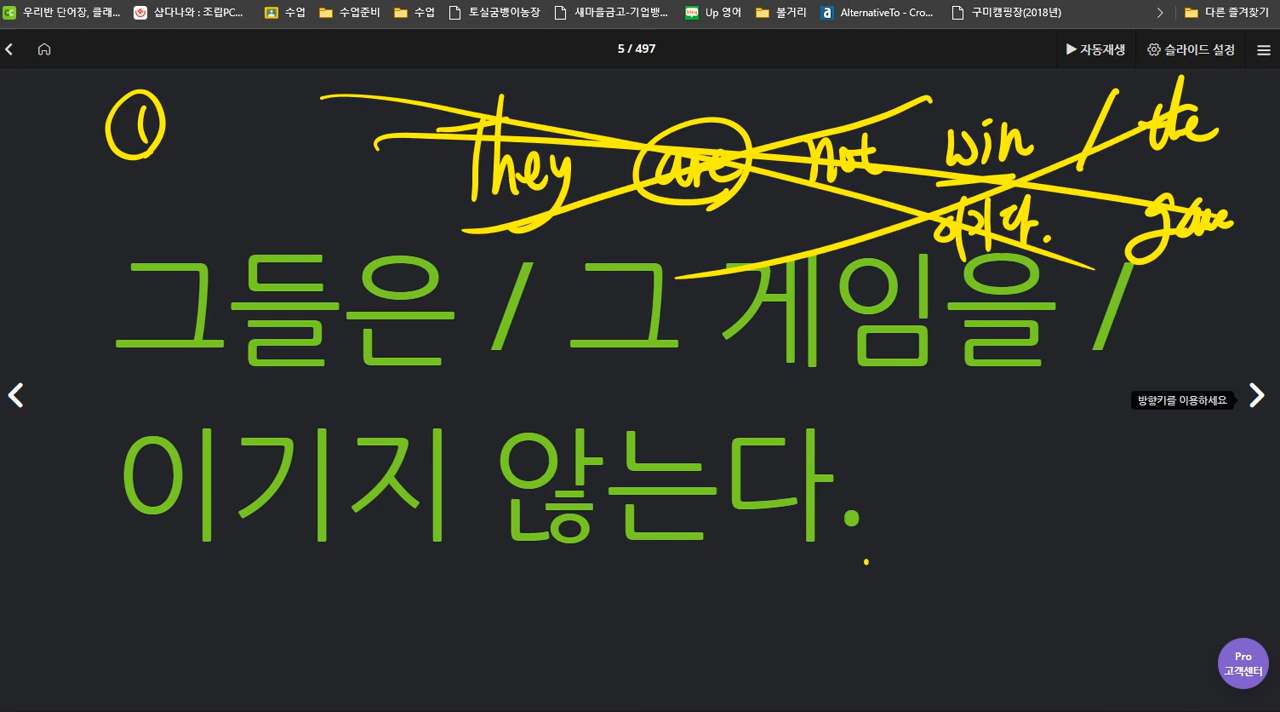 우리반 단어장, 클래... 샵다나와 : 조립PC... 수업 수업준비 수업 토실굼벵이농장 새마을금고-기업뱅... Up 영어 볼거리 AlternativeTo - Cro... 구미캠핑장(2018년) 다른 즐겨찾기
5 / 497 자동재생 슬라이드 설정
① They are not win / the
이기다. game
그들은 / 그 게임을 /
방향키를 이용하세요
이기지 않는다.
Pro
고객센터